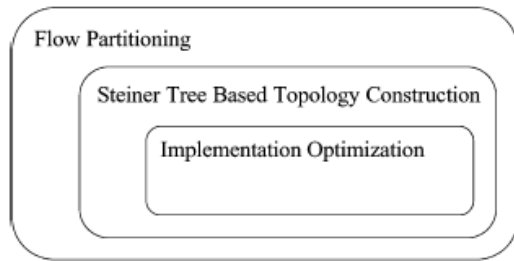 Flow Partitioning
Steiner Tree Based Topology Construction
Implementation Optimization